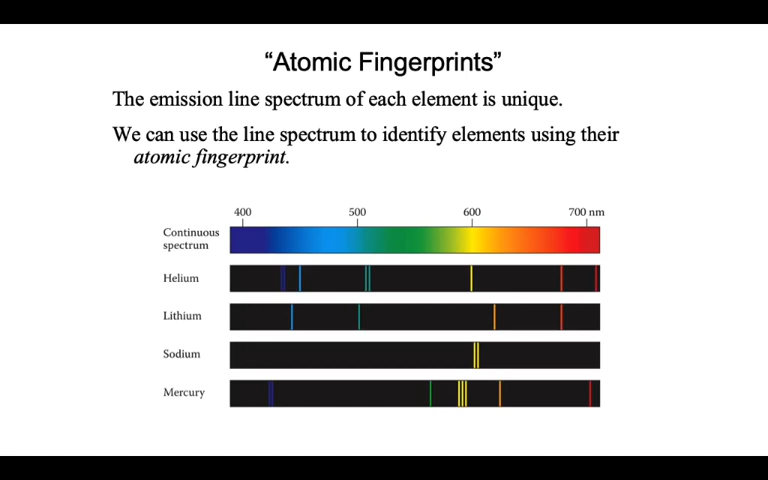 “Atomic Fingerprints”
The emission line spectrum of each element is unique.
We can use the line spectrum to identify elements using their
atomic fingerprint.
400 500 600 700 nm
Continuous
spectrum
Helium
Lithium
Sodium
Mercury